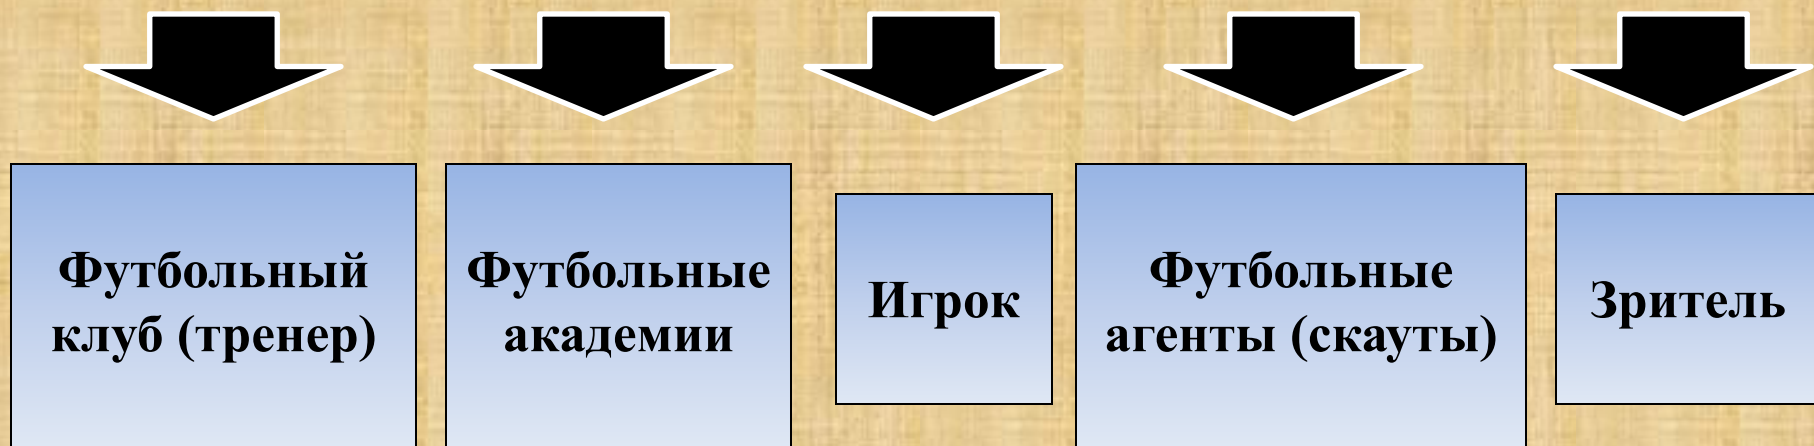 Футбольный
клуб (тренер)
Футбольные
академии
Игрок
Футбольные
агенты (скауты)
Зритель